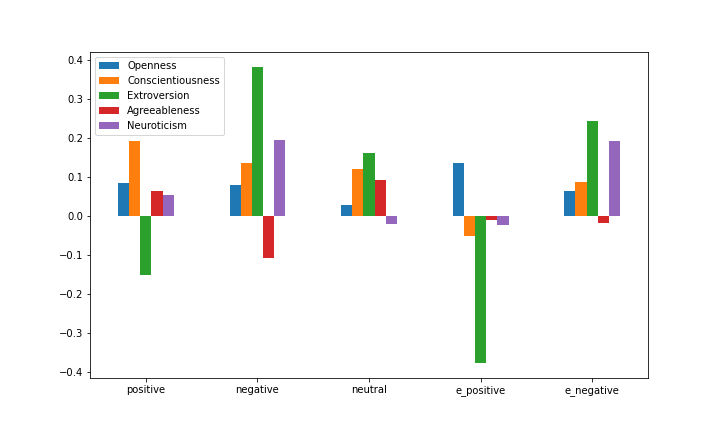 0.4
0.3
0.2
0.1
0.0
−0.1
−0.2
−0.3
−0.4
Openness
Conscientiousness
Extroversion
Agreeableness
Neuroticism
positive
negative
neutral
e_positive
e_negative